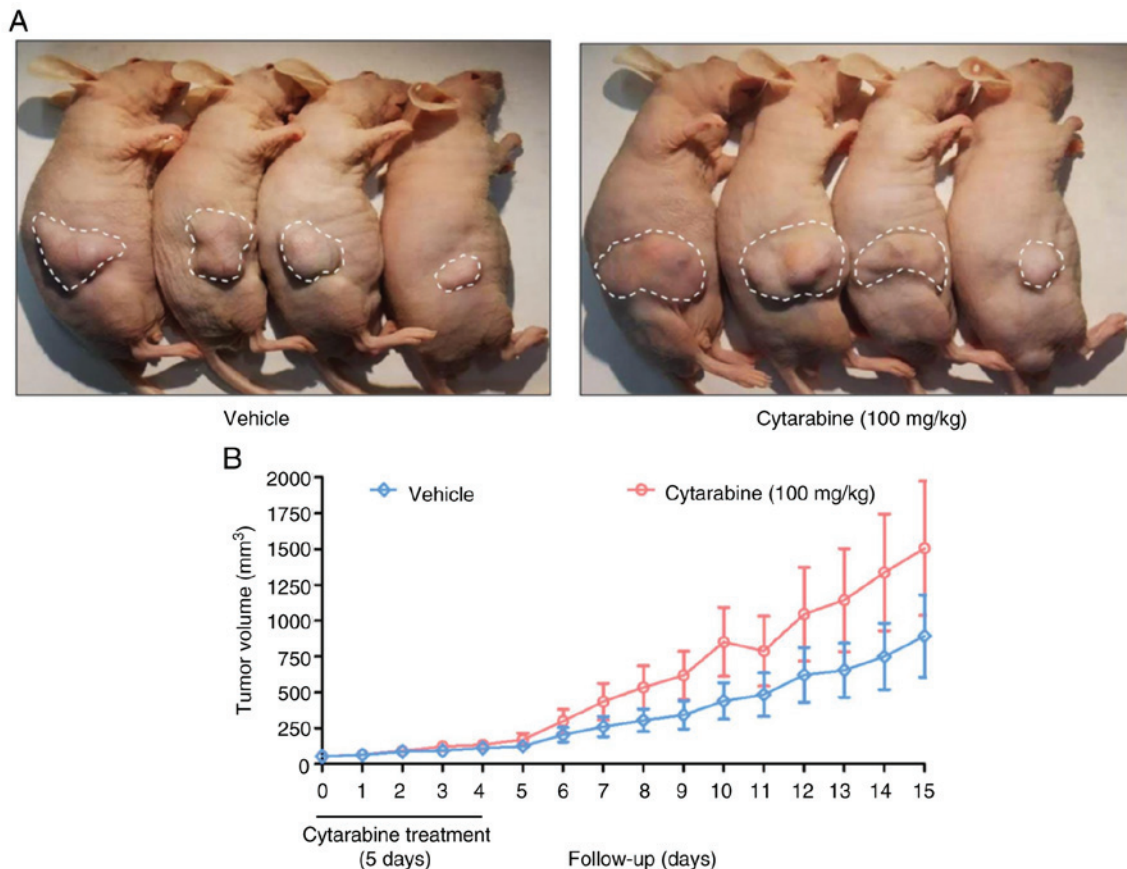 A
Vehicle
Cytarabine (100 mg/kg)
B
Vehicle
Cytarabine (100 mg/kg)
Tumor volume (mm³)
2000
1750
1500
1250
1000
750
500
250
0
0 1 2 3 4 5 6 7 8 9 10 11 12 13 14 15
Cytarabine treatment
(5 days)
Follow-up (days)